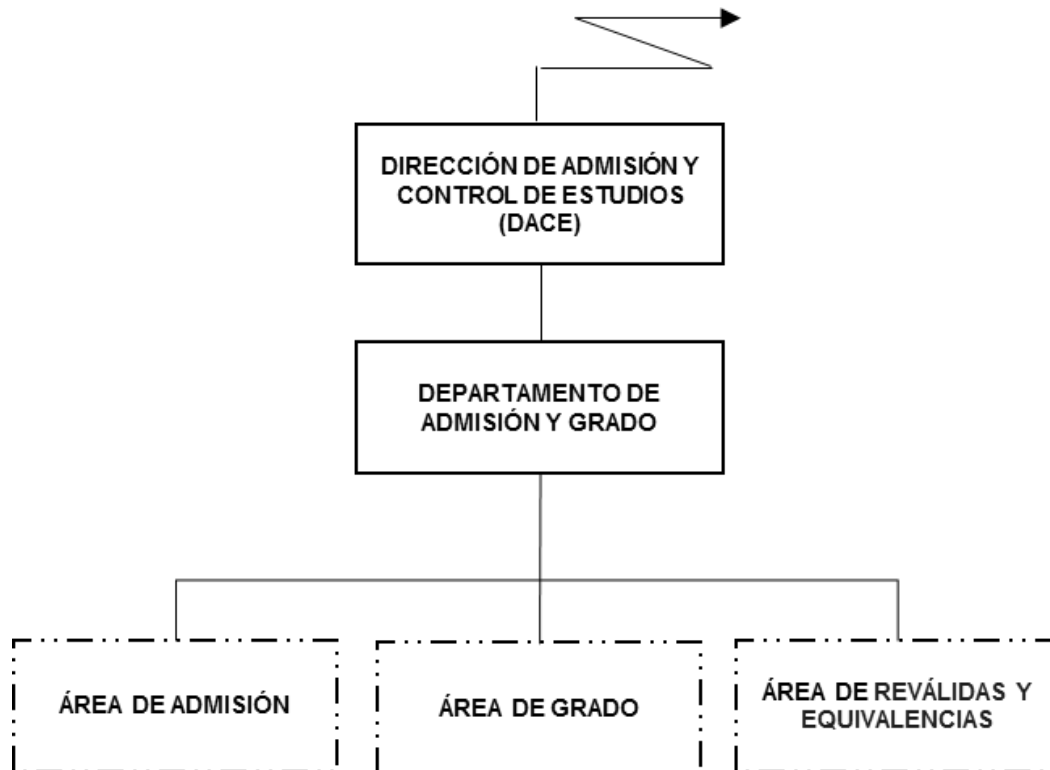 DIRECCIÓN DE ADMISIÓN Y
CONTROL DE ESTUDIOS
(DACE)
DEPARTAMENTO DE
ADMISIÓN Y GRADO
ÁREA DE ADMISIÓN
ÁREA DE GRADO
ÁREA DE REVÁLIDAS Y
EQUIVALENCIAS